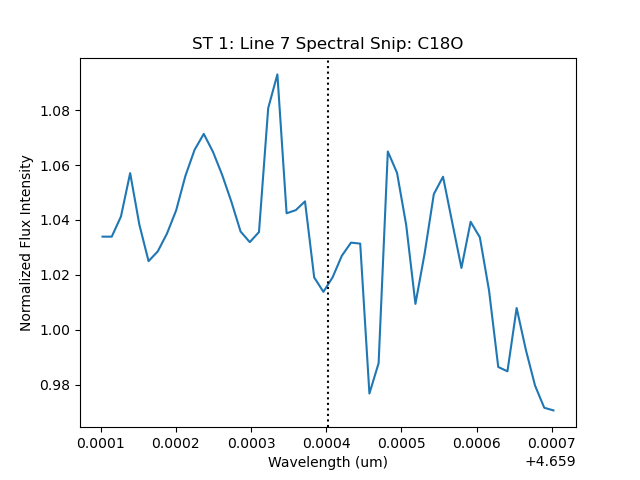 ST 1: Line 7 Spectral Snip: C18O
Normalized Flux Intensity
1.08
1.06
1.04
1.02
1.00
0.98
0.0001 0.0002 0.0003 0.0004 0.0005 0.0006 0.0007
Wavelength (um)
+4.659